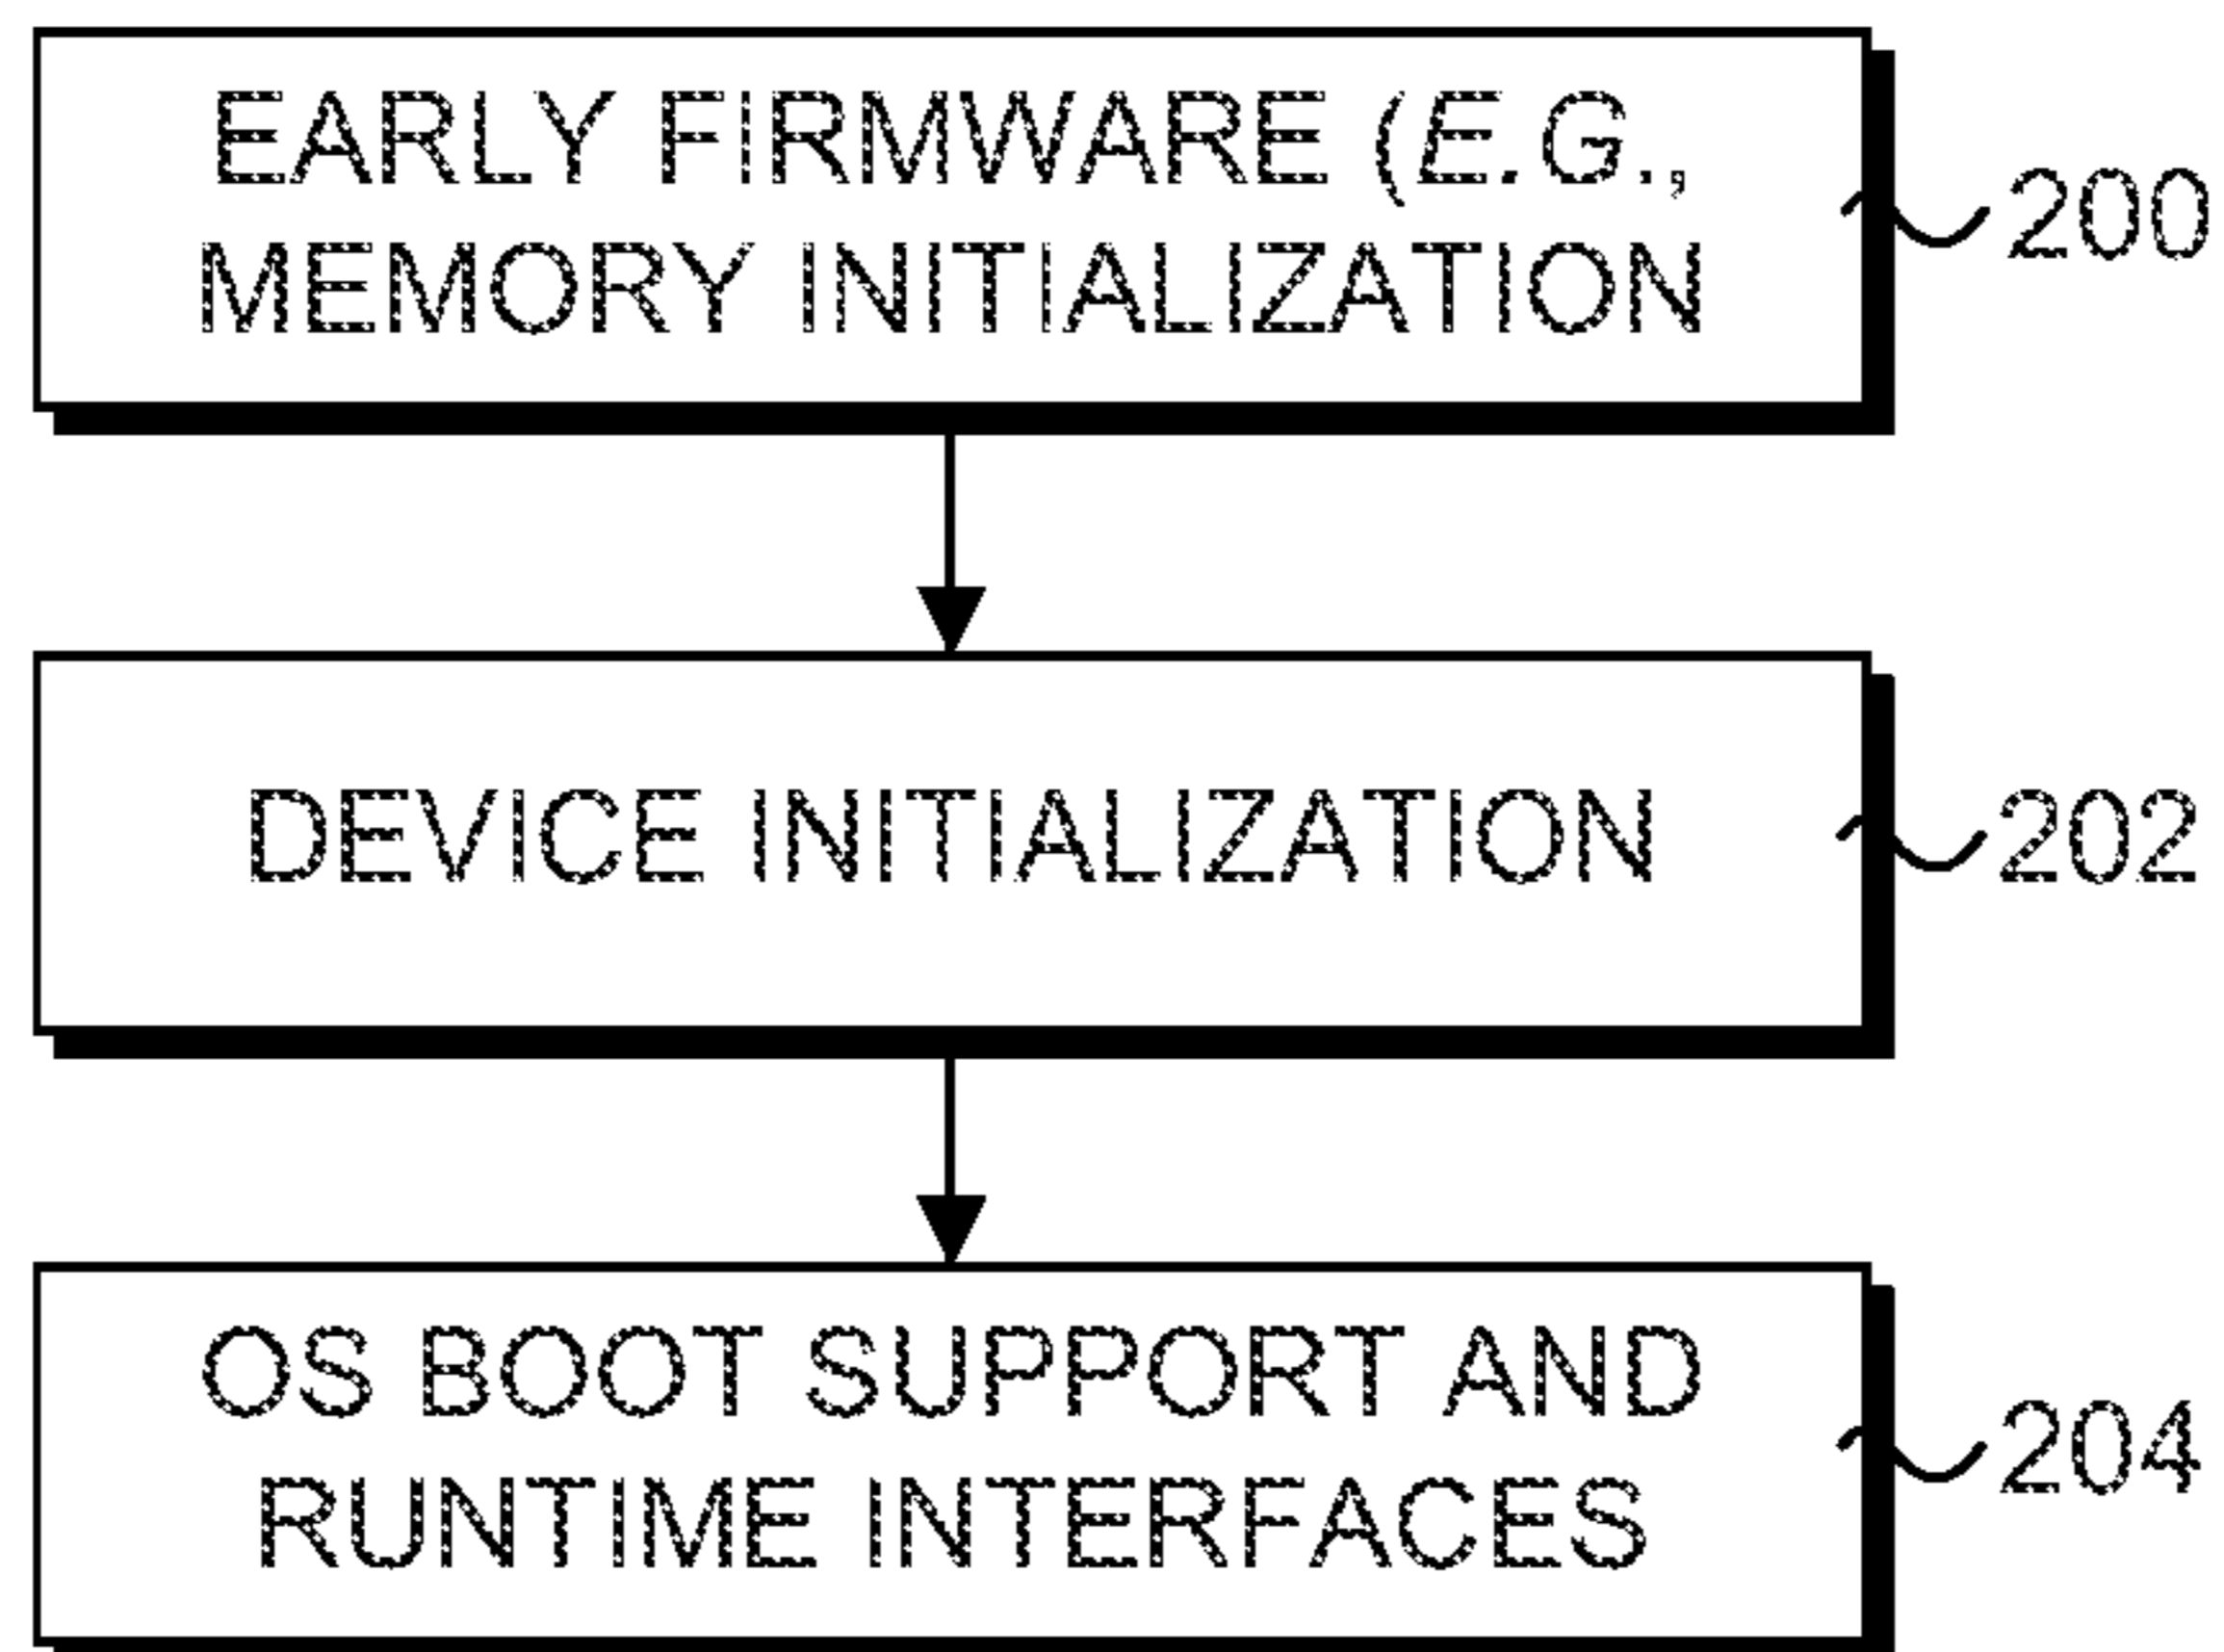 EARLY FIRMWARE (E.G.,
MEMORY INITIALIZATION
200
DEVICE INITIALIZATION
202
OS BOOT SUPPORT AND
RUNTIME INTERFACES
204